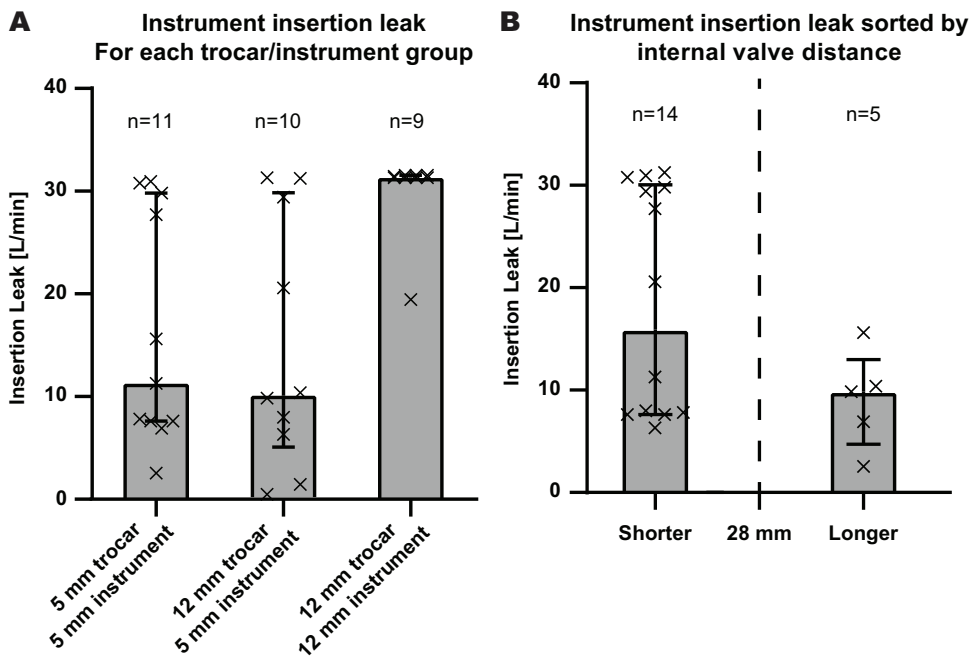 A
Instrument insertion leak
For each trocar/instrument group
Insertion Leak [L/min]
40
30
20
10
0
n=11
n=10
n=9
5 mm trocar
5 mm instrument
12 mm trocar
5 mm instrument
12 mm trocar
12 mm instrument
B
Instrument insertion leak sorted by
internal valve distance
Insertion Leak [L/min]
40
30
20
10
0
n=14
n=5
Shorter
28 mm
Longer